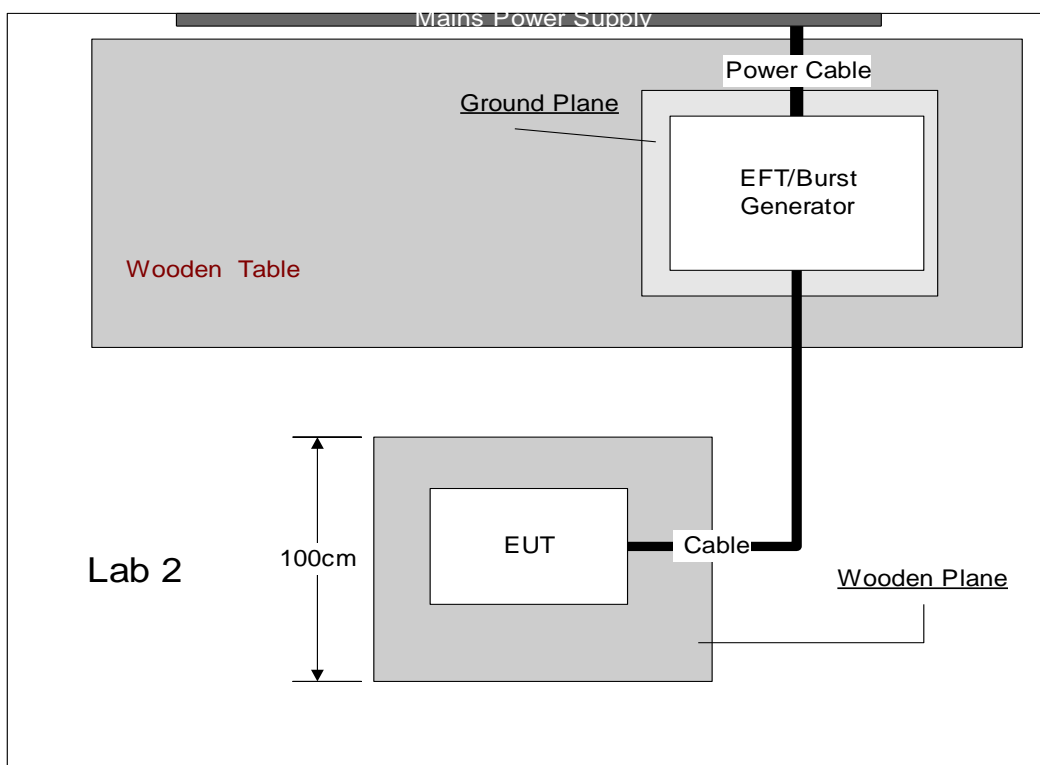 Mains Power Supply
Power Cable
Ground Plane
EFT/Burst
Generator
Wooden Table
EUT
Cable
100cm
Lab 2
Wooden Plane